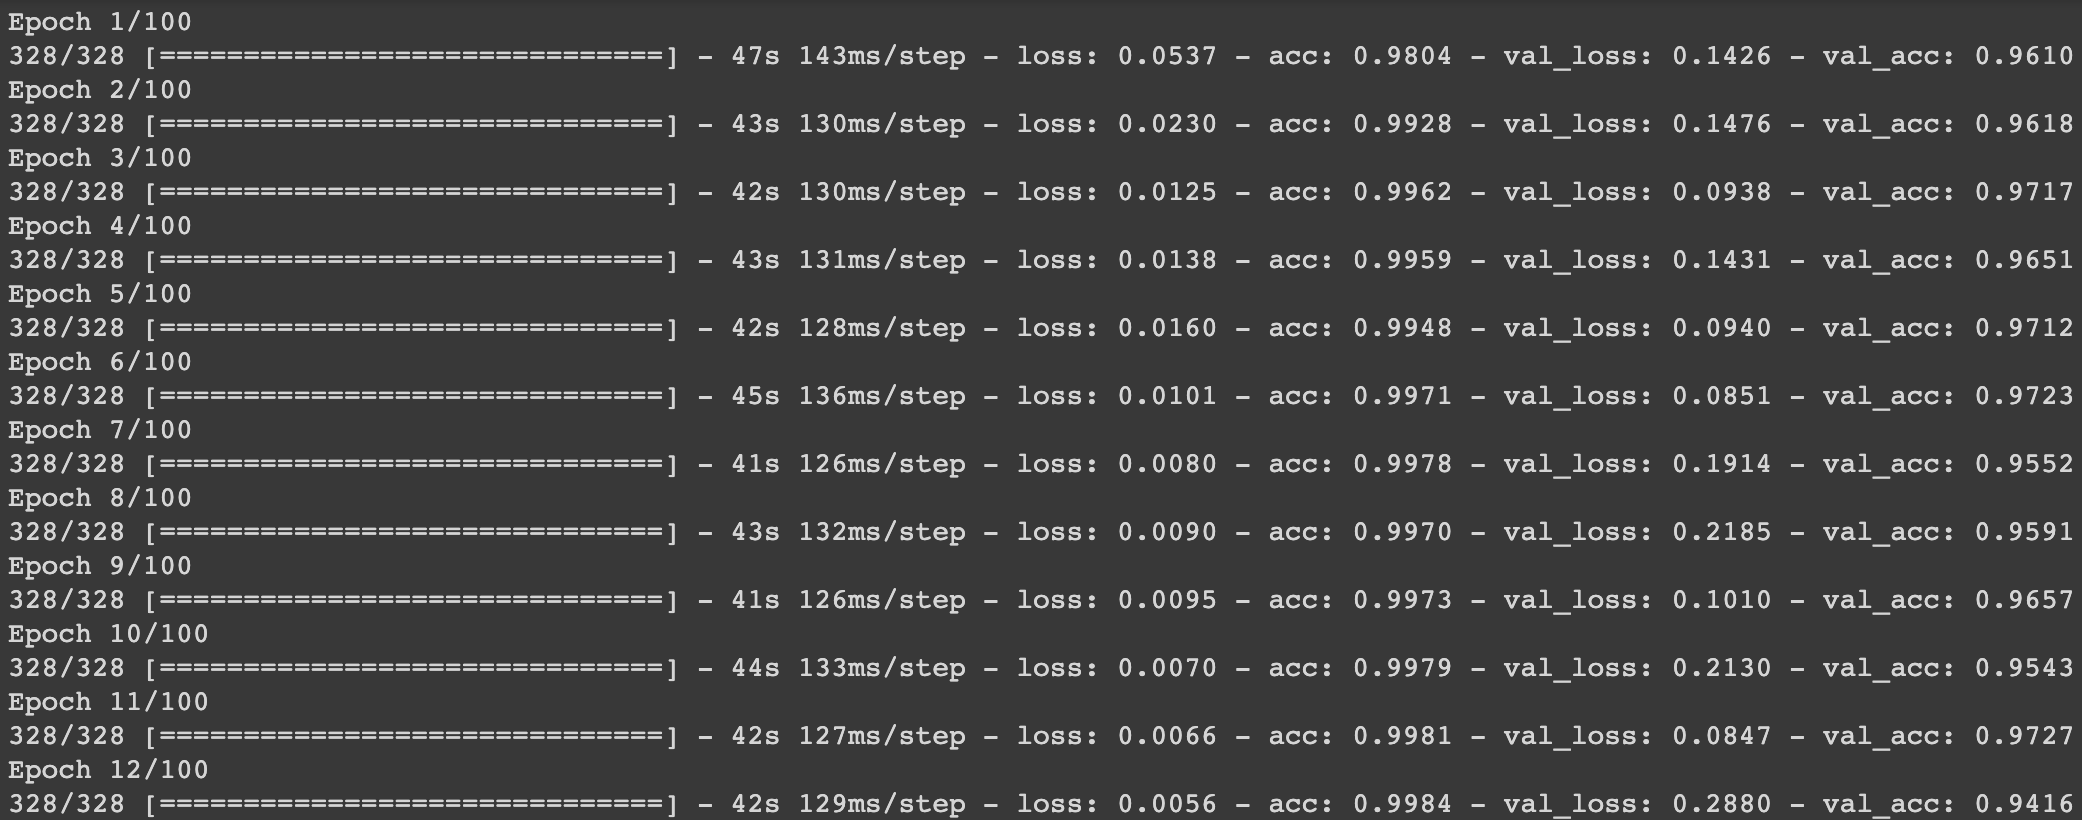 Epoch 1/100
328/328 [==============================] - 47s 143ms/step - loss: 0.0537 - acc: 0.9804 - val_loss: 0.1426 - val_acc: 0.9610
Epoch 2/100
328/328 [==============================] - 43s 130ms/step - loss: 0.0230 - acc: 0.9928 - val_loss: 0.1476 - val_acc: 0.9618
Epoch 3/100
328/328 [==============================] - 42s 130ms/step - loss: 0.0125 - acc: 0.9962 - val_loss: 0.0938 - val_acc: 0.9717
Epoch 4/100
328/328 [==============================] - 43s 131ms/step - loss: 0.0138 - acc: 0.9959 - val_loss: 0.1431 - val_acc: 0.9651
Epoch 5/100
328/328 [==============================] - 42s 128ms/step - loss: 0.0160 - acc: 0.9948 - val_loss: 0.0940 - val_acc: 0.9712
Epoch 6/100
328/328 [==============================] - 45s 136ms/step - loss: 0.0101 - acc: 0.9971 - val_loss: 0.0851 - val_acc: 0.9723
Epoch 7/100
328/328 [==============================] - 41s 126ms/step - loss: 0.0080 - acc: 0.9978 - val_loss: 0.1914 - val_acc: 0.9552
Epoch 8/100
328/328 [==============================] - 43s 132ms/step - loss: 0.0090 - acc: 0.9970 - val_loss: 0.2185 - val_acc: 0.9591
Epoch 9/100
328/328 [==============================] - 41s 126ms/step - loss: 0.0095 - acc: 0.9973 - val_loss: 0.1010 - val_acc: 0.9657
Epoch 10/100
328/328 [==============================] - 44s 133ms/step - loss: 0.0070 - acc: 0.9979 - val_loss: 0.2130 - val_acc: 0.9543
Epoch 11/100
328/328 [==============================] - 42s 127ms/step - loss: 0.0066 - acc: 0.9981 - val_loss: 0.0847 - val_acc: 0.9727
Epoch 12/100
328/328 [==============================] - 42s 129ms/step - loss: 0.0056 - acc: 0.9984 - val_loss: 0.2880 - val_acc: 0.9416